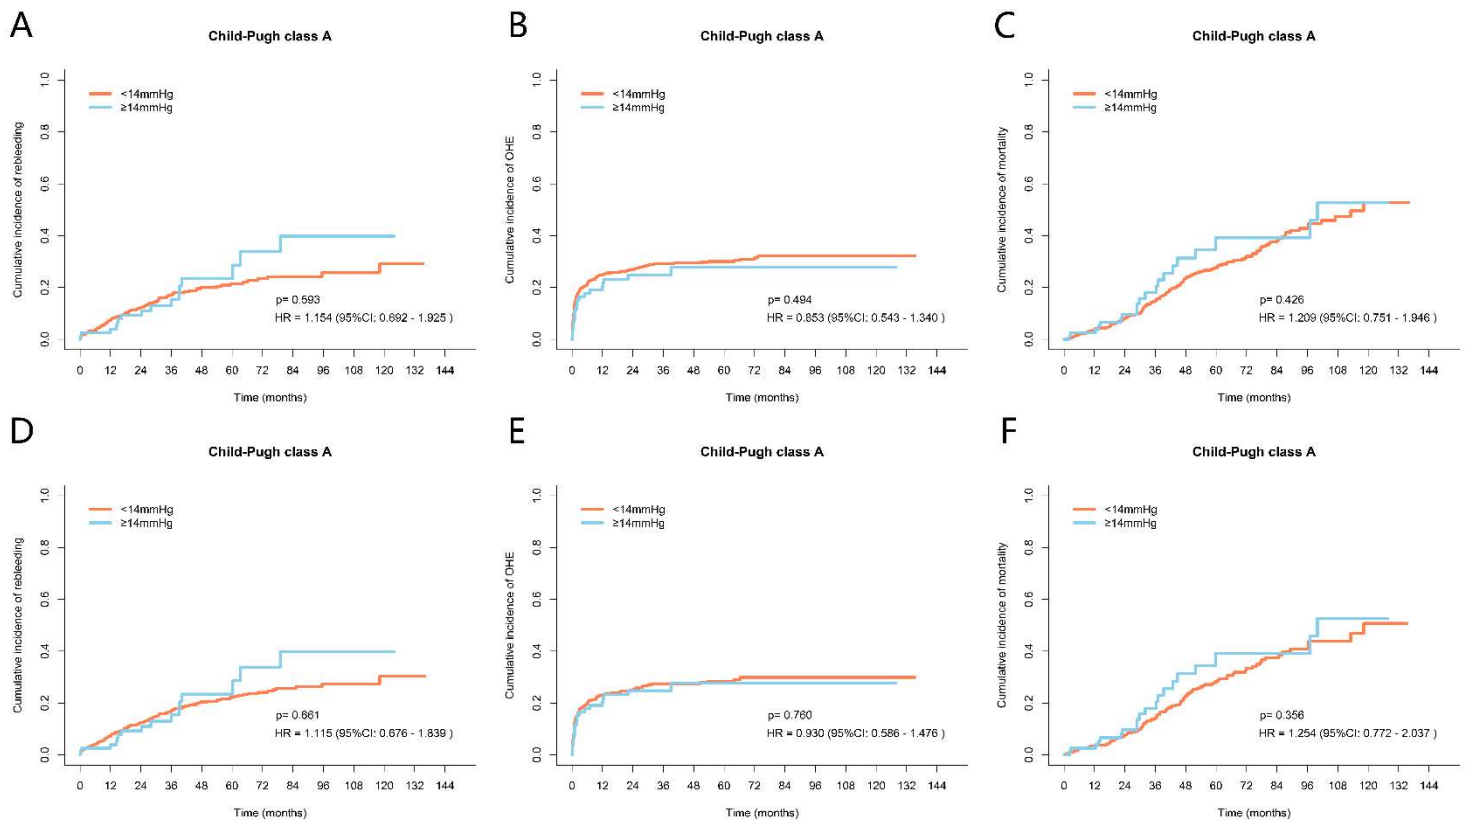 A
Child-Pugh class A
<14mmHg
≥14mmHg
Cumulative incidence of rebleeding
1.0
0.8
0.6
0.4
0.2
0.0
p= 0.593
HR = 1.154 (95%CI: 0.692 - 1.925 )
0 12 24 36 48 60 72 84 96 108 120 132 144
Time (months)
B
Child-Pugh class A
<14mmHg
≥14mmHg
Cumulative incidence of OHE
1.0
0.8
0.6
0.4
0.2
0.0
p= 0.494
HR = 0.853 (95%CI: 0.543 - 1.340 )
0 12 24 36 48 60 72 84 96 108 120 132 144
Time (months)
C
Child-Pugh class A
<14mmHg
≥14mmHg
Cumulative incidence of mortality
1.0
0.8
0.6
0.4
0.2
0.0
p= 0.426
HR = 1.209 (95%CI: 0.751 - 1.946 )
0 12 24 36 48 60 72 84 96 108 120 132 144
Time (months)
D
Child-Pugh class A
<14mmHg
≥14mmHg
Cumulative incidence of rebleeding
1.0
0.8
0.6
0.4
0.2
0.0
p= 0.661
HR = 1.115 (95%CI: 0.676 - 1.839 )
0 12 24 36 48 60 72 84 96 108 120 132 144
Time (months)
E
Child-Pugh class A
<14mmHg
≥14mmHg
Cumulative incidence of OHE
1.0
0.8
0.6
0.4
0.2
0.0
p= 0.760
HR = 0.930 (95%CI: 0.586 - 1.476 )
0 12 24 36 48 60 72 84 96 108 120 132 144
Time (months)
F
Child-Pugh class A
<14mmHg
≥14mmHg
Cumulative incidence of mortality
1.0
0.8
0.6
0.4
0.2
0.0
p= 0.356
HR = 1.254 (95%CI: 0.772 - 2.037 )
0 12 24 36 48 60 72 84 96 108 120 132 144
Time (months)